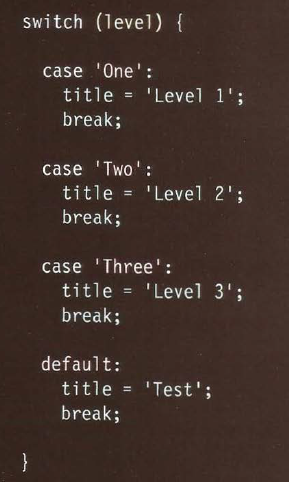 switch (level) {
case 'One':
title = 'Level 1';
break;
case 'Two':
title = 'Level 2';
break;
case 'Three':
title = 'Level 3';
break;
default:
title = 'Test';
break;
}